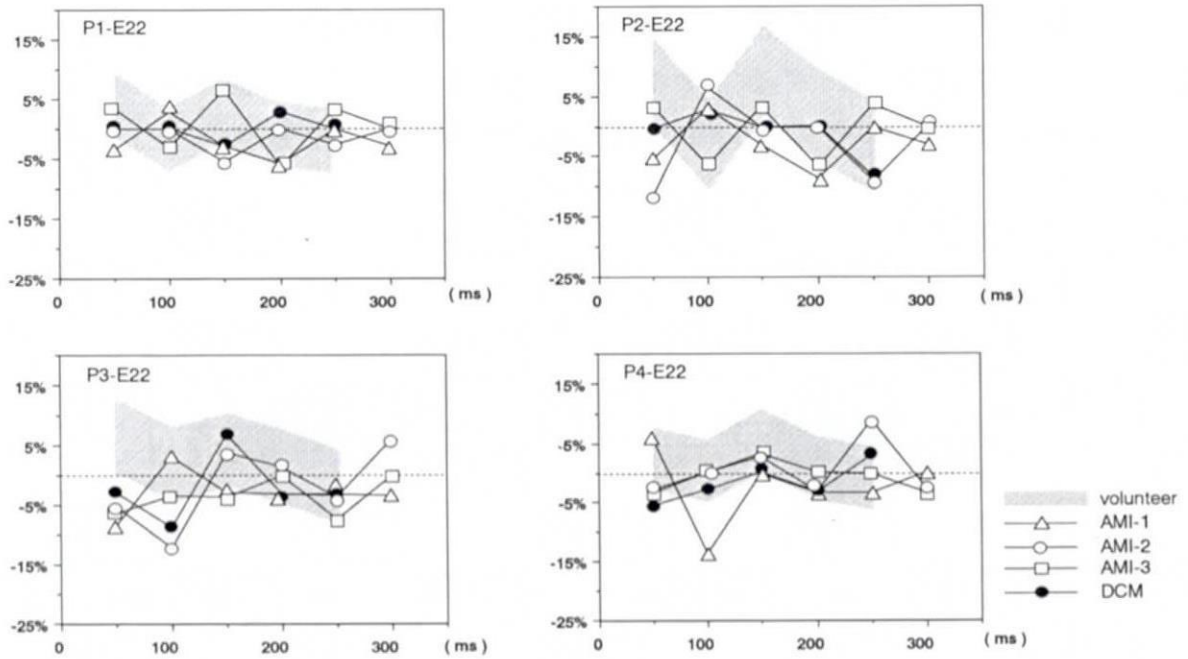 P1-E22
15%
5%
-5%
-15%
-25%
0 100 200 300 ( ms )
P2-E22
15%
5%
-5%
-15%
-25%
0 100 200 300 ( ms )
P3-E22
15%
5%
-5%
-15%
-25%
0 100 200 300 ( ms )
P4-E22
15%
-5%
-5%
-15%
-25%
0 100 200 300 ( ms )
volunteer
AMI-1
AMI-2
AMI-3
DCM